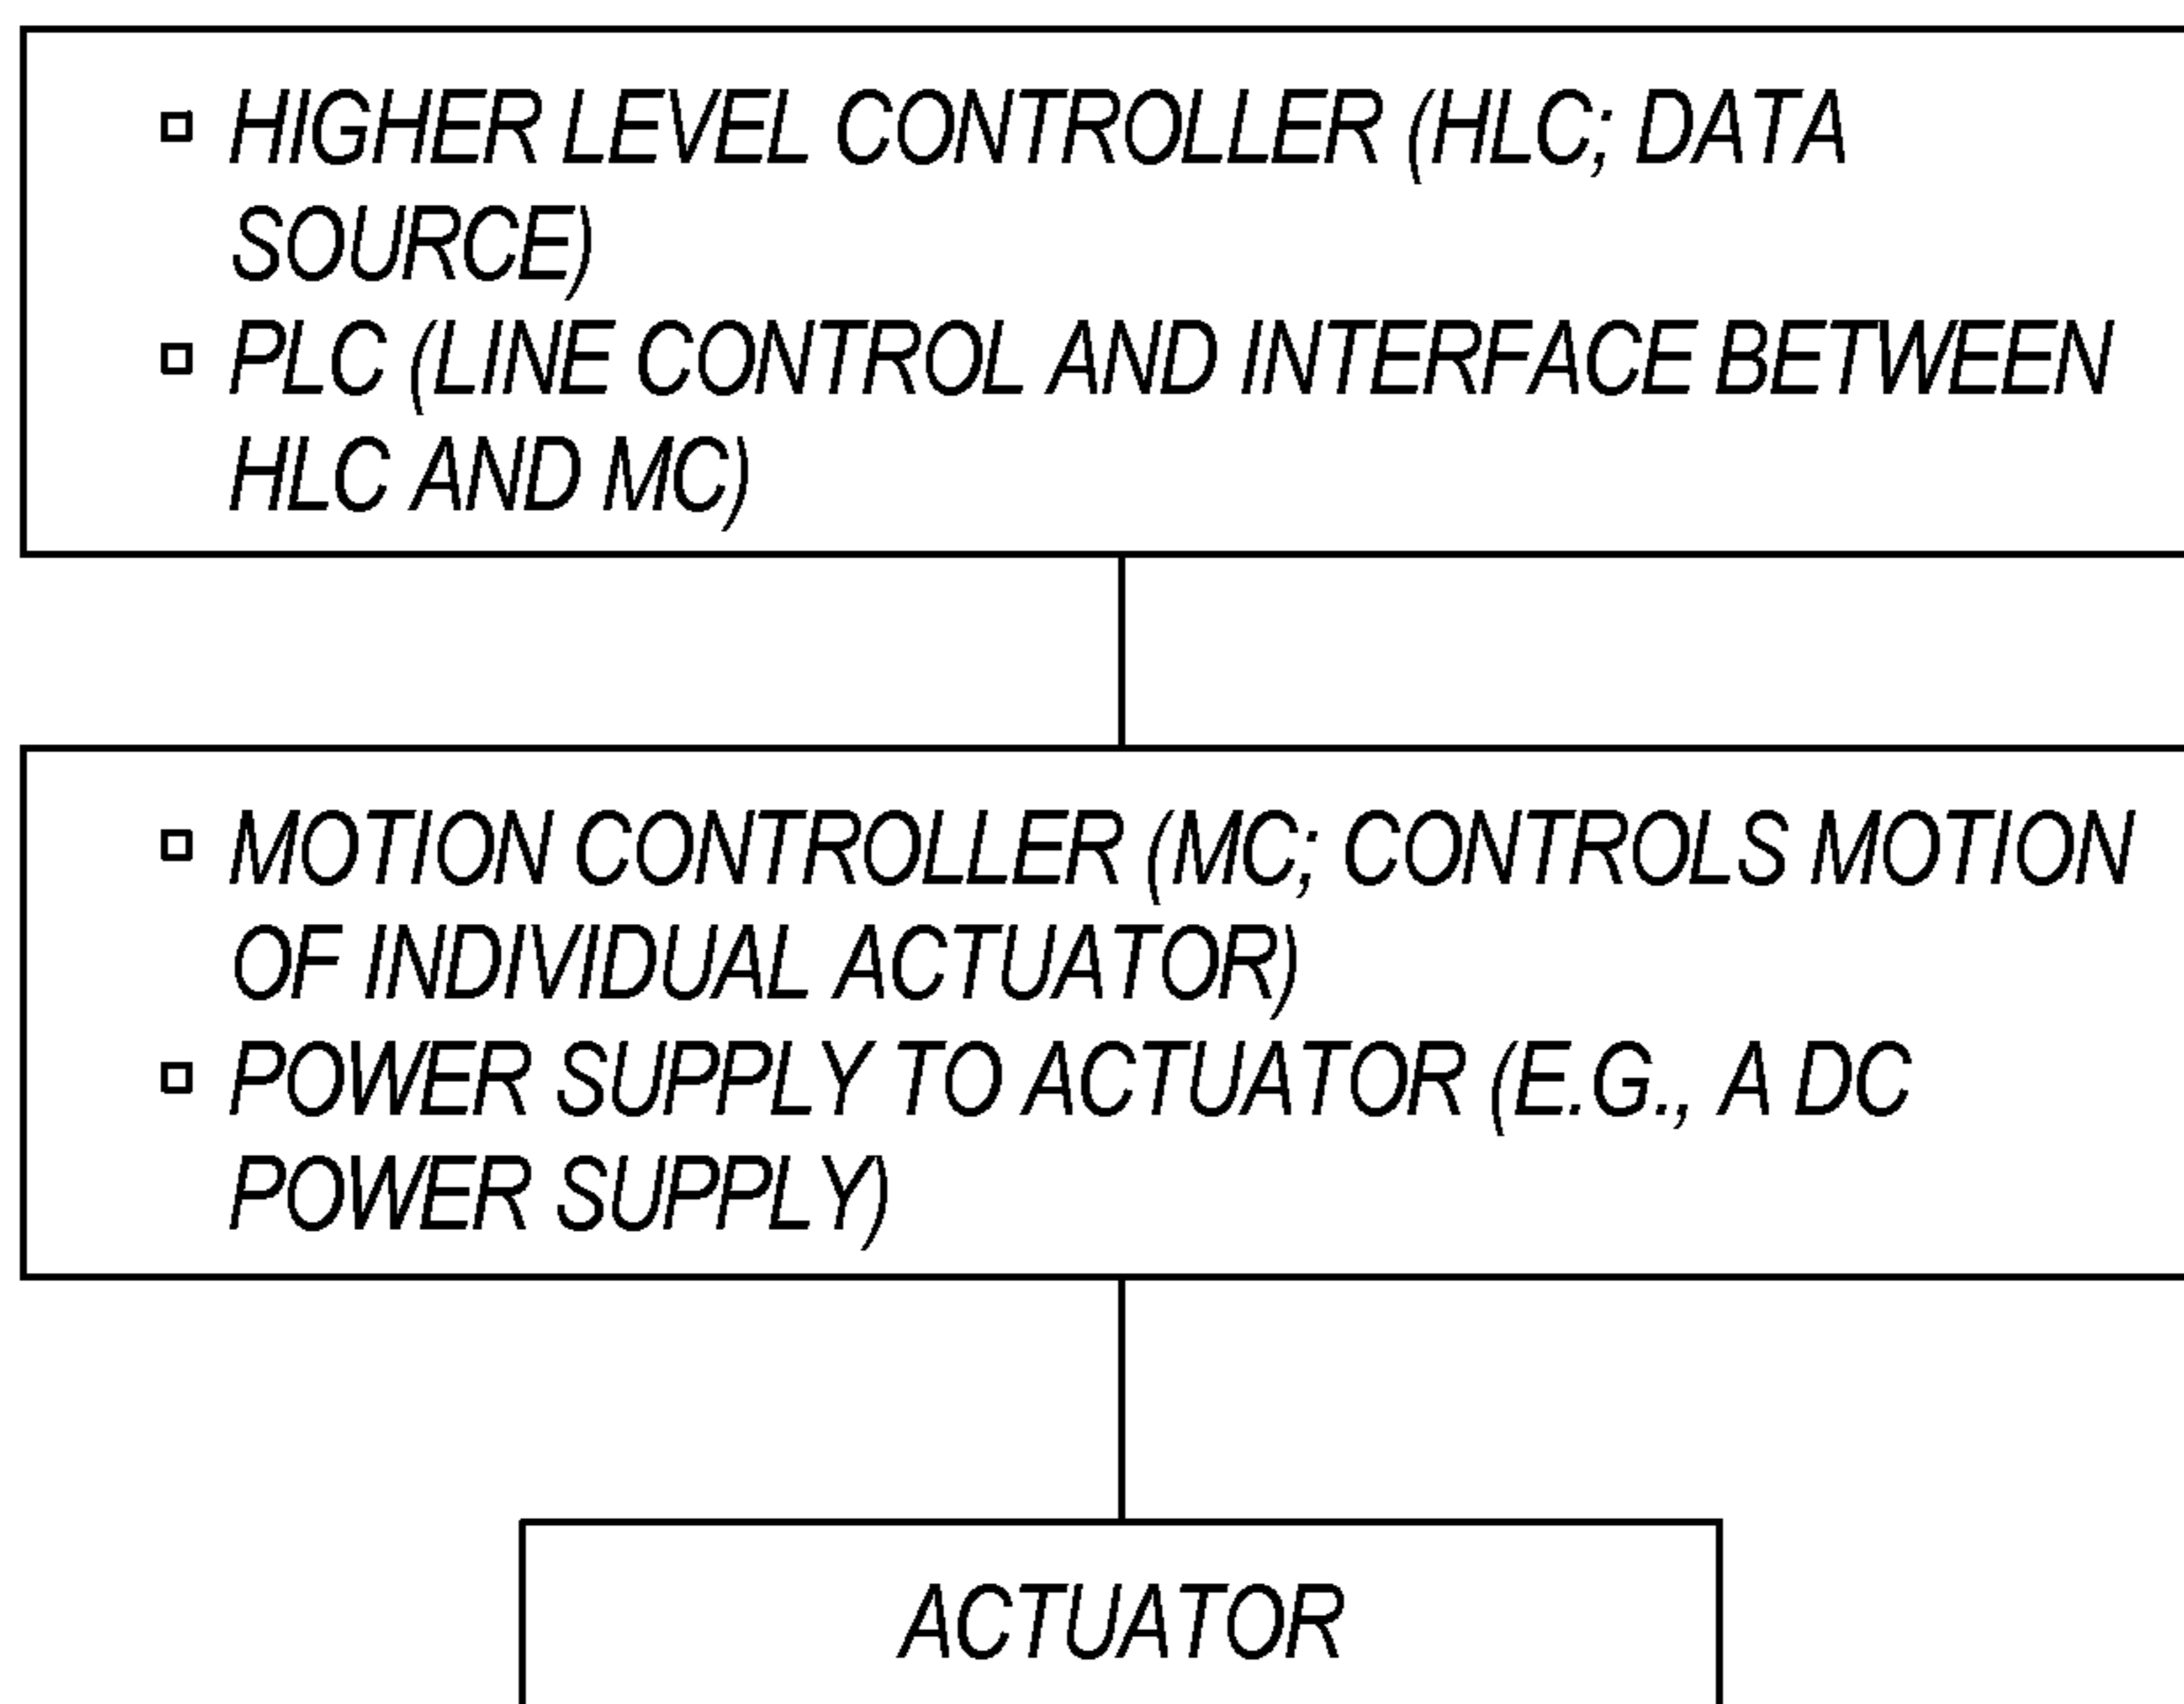 ▫ HIGHER LEVEL CONTROLLER (HLC; DATA
SOURCE)
▫ PLC (LINE CONTROL AND INTERFACE BETWEEN
HLC AND MC)
▫ MOTION CONTROLLER (MC; CONTROLS MOTION
OF INDIVIDUAL ACTUATOR)
▫ POWER SUPPLY TO ACTUATOR (E.G., A DC
POWER SUPPLY)
ACTUATOR